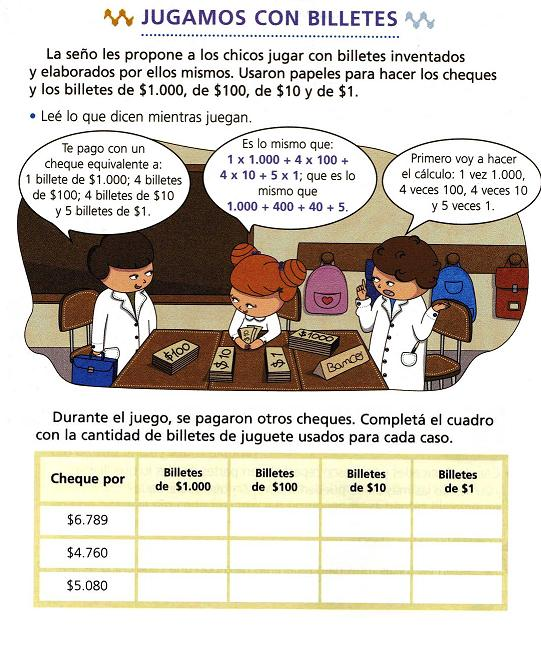 JUGAMOS CON BILLETES
La seño les propone a los chicos jugar con billetes inventados
y elaborados por ellos mismos. Usaron papeles para hacer los cheques
y los billetes de $1.000, de $100, de $10 y de $1.
• Leé lo que dicen mientras juegan.
Te pago con un
cheque equivalente a:
1 billete de $1.000; 4 billetes
de $100; 4 billetes de $10
y 5 billetes de $1.
Es lo mismo que:
1 x 1.000 + 4 x 100 +
4 x 10 + 5 x 1; que es lo
mismo que
1.000 + 400 + 40 + 5.
Primero voy a hacer
el cálculo: 1 vez 1.000,
4 veces 100, 4 veces 10
y 5 veces 1.
$100
$10
$1
$1000
Banco
Durante el juego, se pagaron otros cheques. Completá el cuadro
con la cantidad de billetes de juguete usados para cada caso.
Cheque por
Billetes
de $1.000
Billetes
de $100
Billetes
de $10
Billetes
de $1
$6.789
$4.760
$5.080